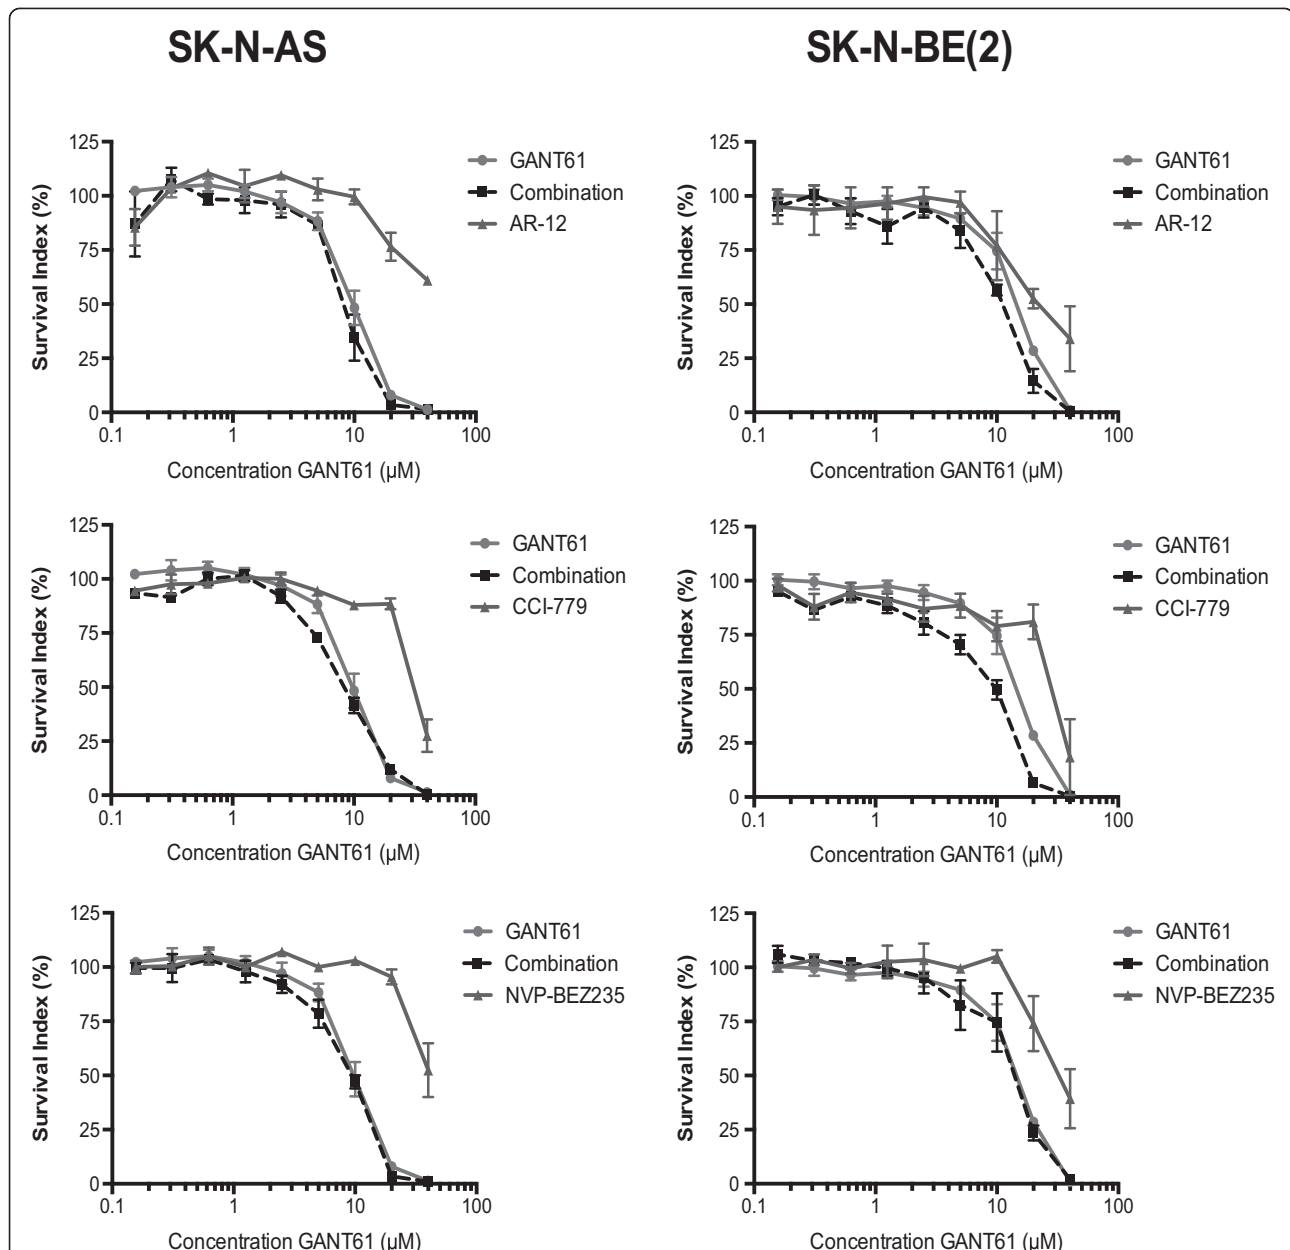 SK-N-AS
SK-N-BE(2)
125
100
75
50
25
0
Survival Index (%)
0.1 1 10 100
Concentration GANT61 (µM)
GANT61
Combination
AR-12
125
100
75
50
25
0
Survival Index (%)
0.1 1 10 100
Concentration GANT61 (µM)
GANT61
Combination
AR-12
125
100
75
50
25
0
Survival Index (%)
0.1 1 10 100
Concentration GANT61 (µM)
GANT61
Combination
CCI-779
125
100
75
50
25
0
Survival Index (%)
0.1 1 10 100
Concentration GANT61 (µM)
GANT61
Combination
CCI-779
125
100
75
50
25
0
Survival Index (%)
0.1 1 10 100
Concentration GANT61 (µM)
GANT61
Combination
NVP-BEZ235
125
100
75
50
25
0
Survival Index (%)
0.1 1 10 100
Concentration GANT61 (µM)
GANT61
Combination
NVP-BEZ235